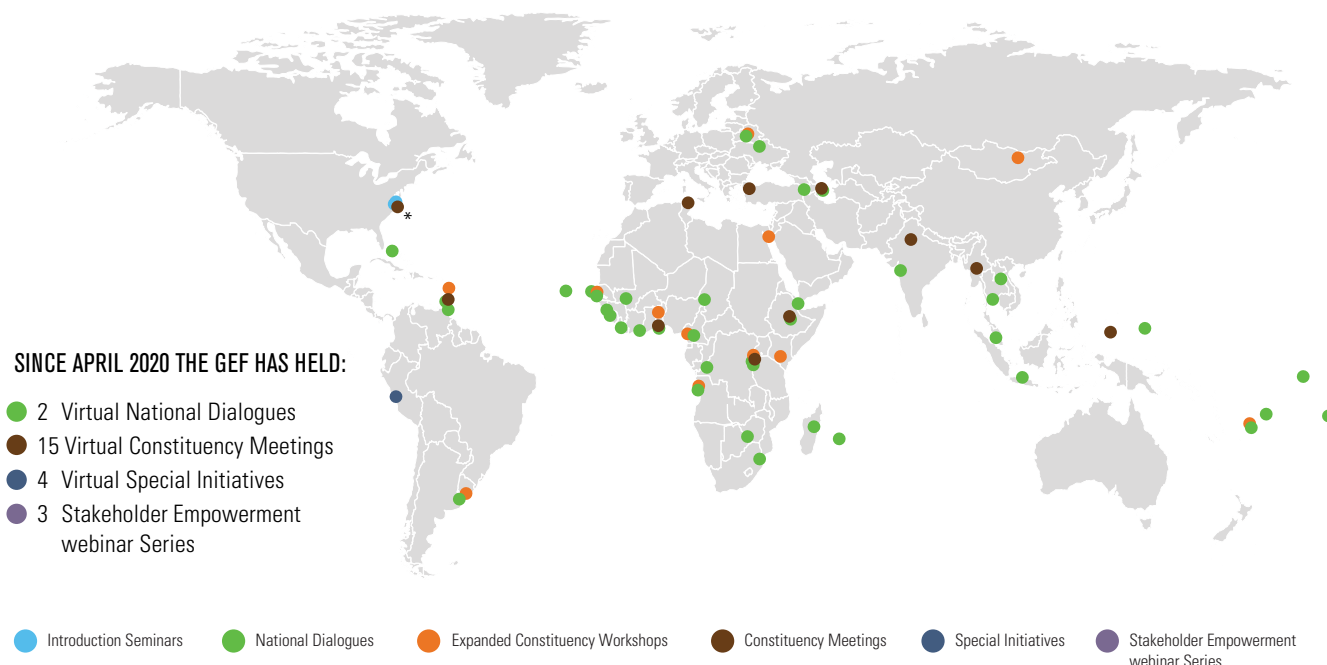 *
SINCE APRIL 2020 THE GEF HAS HELD:
2 Virtual National Dialogues
15 Virtual Constituency Meetings
4 Virtual Special Initiatives
3 Stakeholder Empowerment
webinar Series
Introduction Seminars
National Dialogues
Expanded Constituency Workshops
Constituency Meetings
Special Initiatives
Stakeholder Empowerment
webinar Series